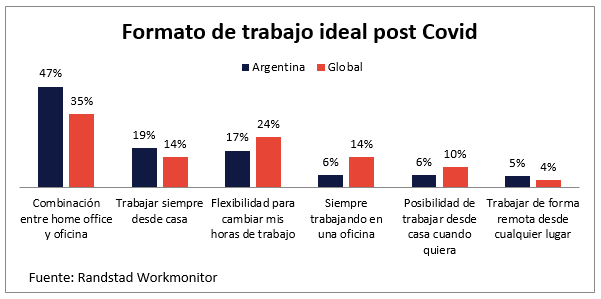 Formato de trabajo ideal post Covid
Argentina Global
47% 35% 19% 14% 17% 24% 6% 14% 6% 10% 5% 4%
Combinación
entre home office
y oficina
Trabajar siempre
desde casa
Flexibilidad para
cambiar mis
horas de trabajo
Siempre
trabajando en
una oficina
Posibilidad de
trabajar desde
casa cuando
quiera
Trabajar de forma
remota desde
cualquier lugar
Fuente: Randstad Workmonitor